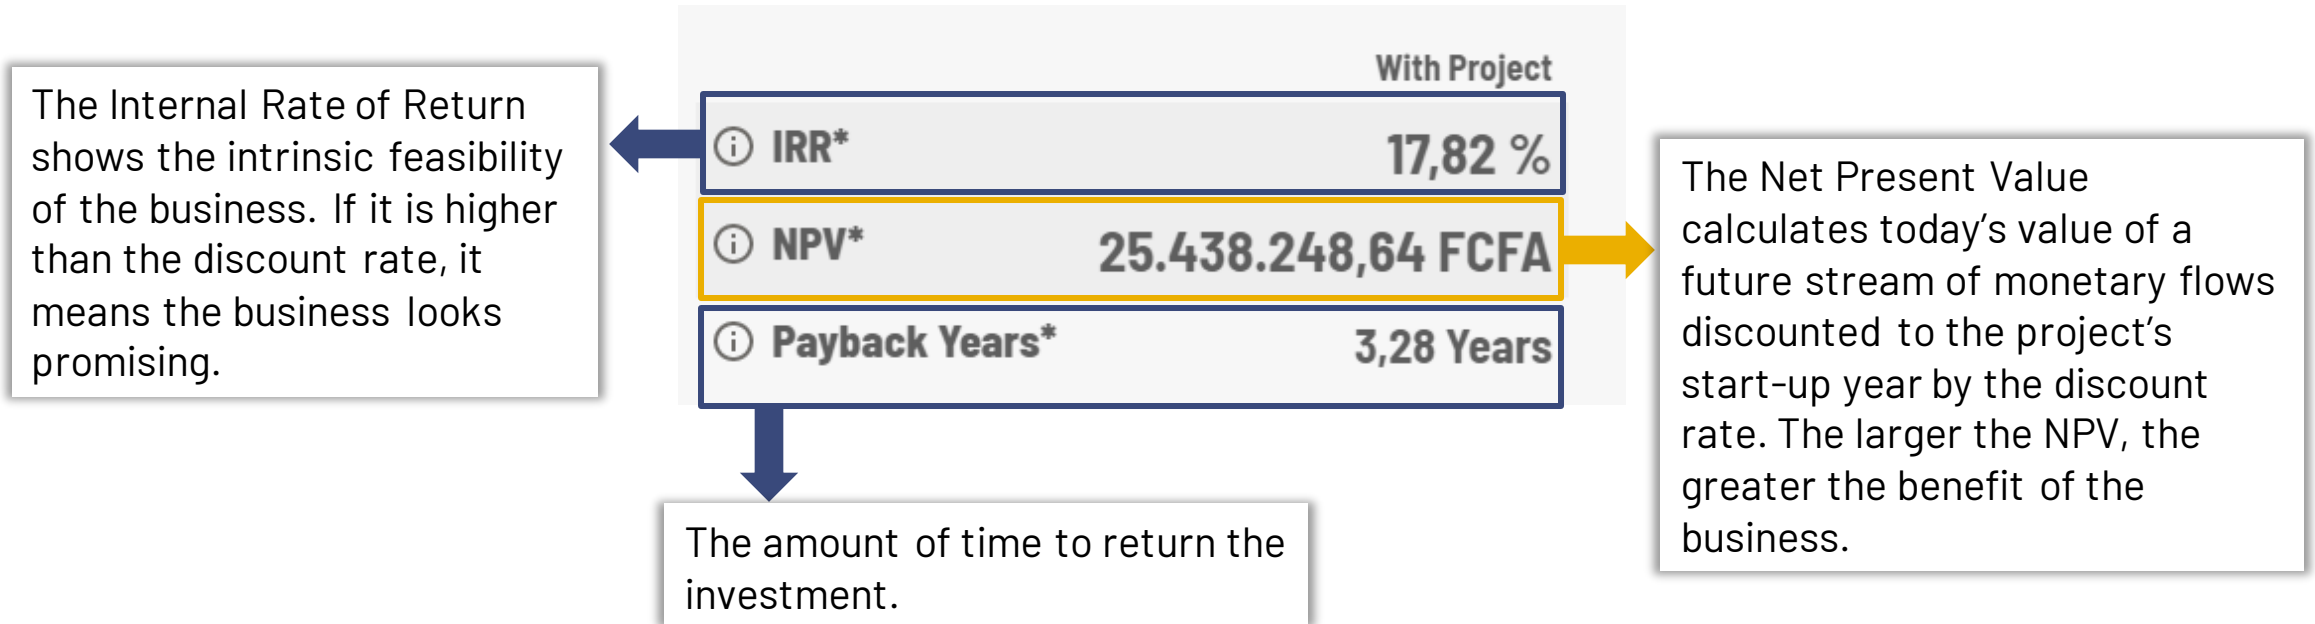 The Internal Rate of Return
shows the intrinsic feasibility
of the business. If it is higher
than the discount rate, it
means the business looks
promising.
With Project
IRR* 17,82 %
NPV* 25.438.248,64 FCFA
Payback Years* 3,28 Years
The Net Present Value
calculates today's value of a
future stream of monetary flows
discounted to the project's
start-up year by the discount
rate. The larger the NPV, the
greater the benefit of the
business.
The amount of time to return the
investment.